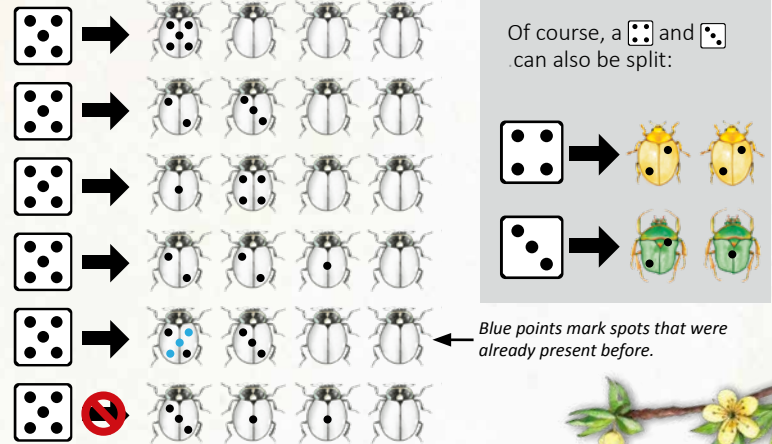 Of course, a and
.can also be split:
Blue points mark spots that were
already present before.